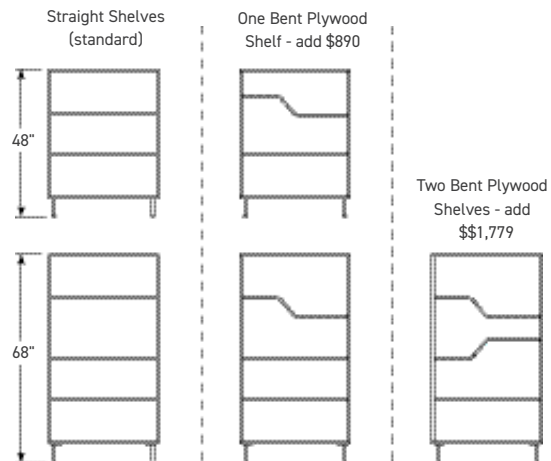 Straight Shelves
(standard)
One Bent Plywood
Shelf - add $890
48"
Two Bent Plywood
Shelves - add
$$1,779
68"